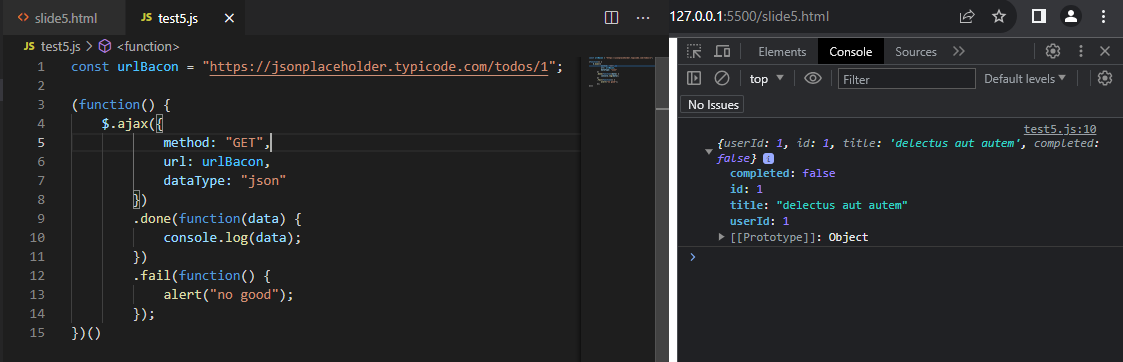 <> slide5.html
JS test5.js ×
JS test5.js > <function>
1 const urlBacon = "https://jsonplaceholder.typicode.com/todos/1";
2
3 (function() {
4 $.ajax({
5 method: "GET",
6 url: urlBacon,
7 dataType: "json"
8 })
9 .done(function(data) {
10 console.log(data);
11 })
12 .fail(function() {
13 alert("no good");
14 });
15 })()
127.0.0.1:5500/slide5.html
Elements Console Sources
top Filter Default levels
No Issues
test5.js:10
{userId: 1, id: 1, title: 'delectus aut autem', completed:
false} i
completed: false
id: 1
title: "delectus aut autem"
userId: 1
[[Prototype]]: Object